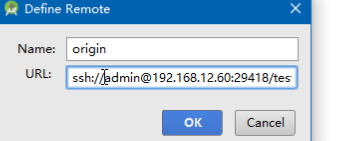 Define Remote
Name: origin
URL: ssh://admin@192.168.12.60:29418/tes
OK Cancel